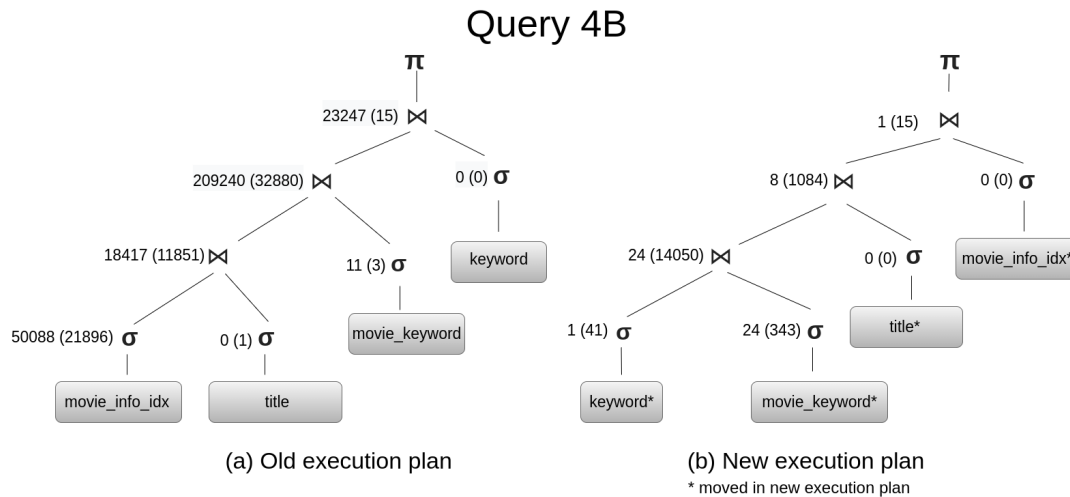 Query 4B
π
23247 (15) ⋈
209240 (32880) ⋈
0 (0) σ
keyword
18417 (11851) ⋈
11 (3) σ
movie_keyword
50088 (21896) σ
0 (1) σ
movie_info_idx
title
(a) Old execution plan
π
1 (15) ⋈
8 (1084) ⋈
0 (0) σ
movie_info_idx*
24 (14050) ⋈
0 (0) σ
title*
1 (41) σ
24 (343) σ
keyword*
movie_keyword*
(b) New execution plan
* moved in new execution plan